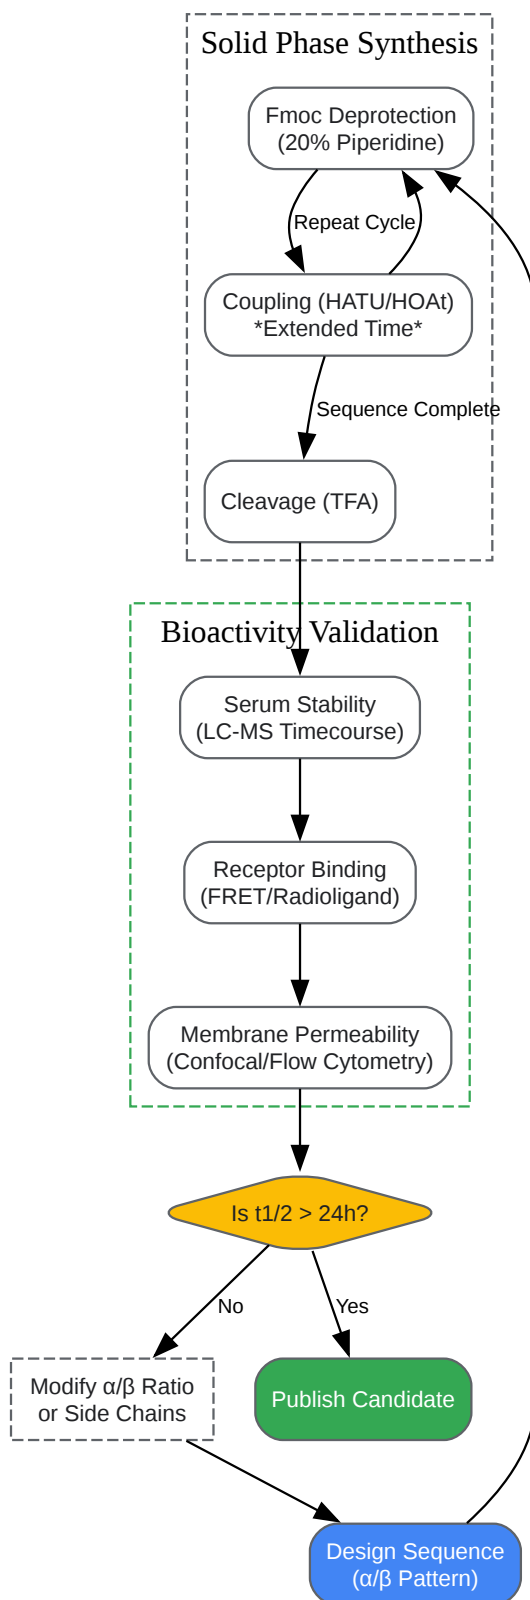 Solid Phase Synthesis
Fmoc Deprotection
(20% Piperidine)
Repeat Cycle
Coupling (HATU/HOAt)
*Extended Time*
Sequence Complete
Cleavage (TFA)
Bioactivity Validation
Serum Stability
(LC-MS Timecourse)
Receptor Binding
(FRET/Radioligand)
Membrane Permeability
(Confocal/Flow Cytometry)
Is t1/2 > 24h?
No
Yes
Modify α/β Ratio
or Side Chains
Publish Candidate
Design Sequence
(α/β Pattern)